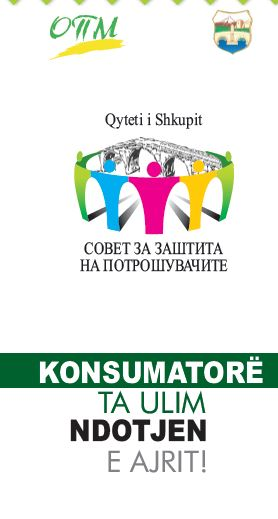 ОПМ
Qyteti i Shkupit
СОВЕТ ЗА ЗАШТИТА
НА ПОТРОШУВАЧИТЕ
KONSUMATORË
TA ULIM
NDOTJEN
E AJRIT!